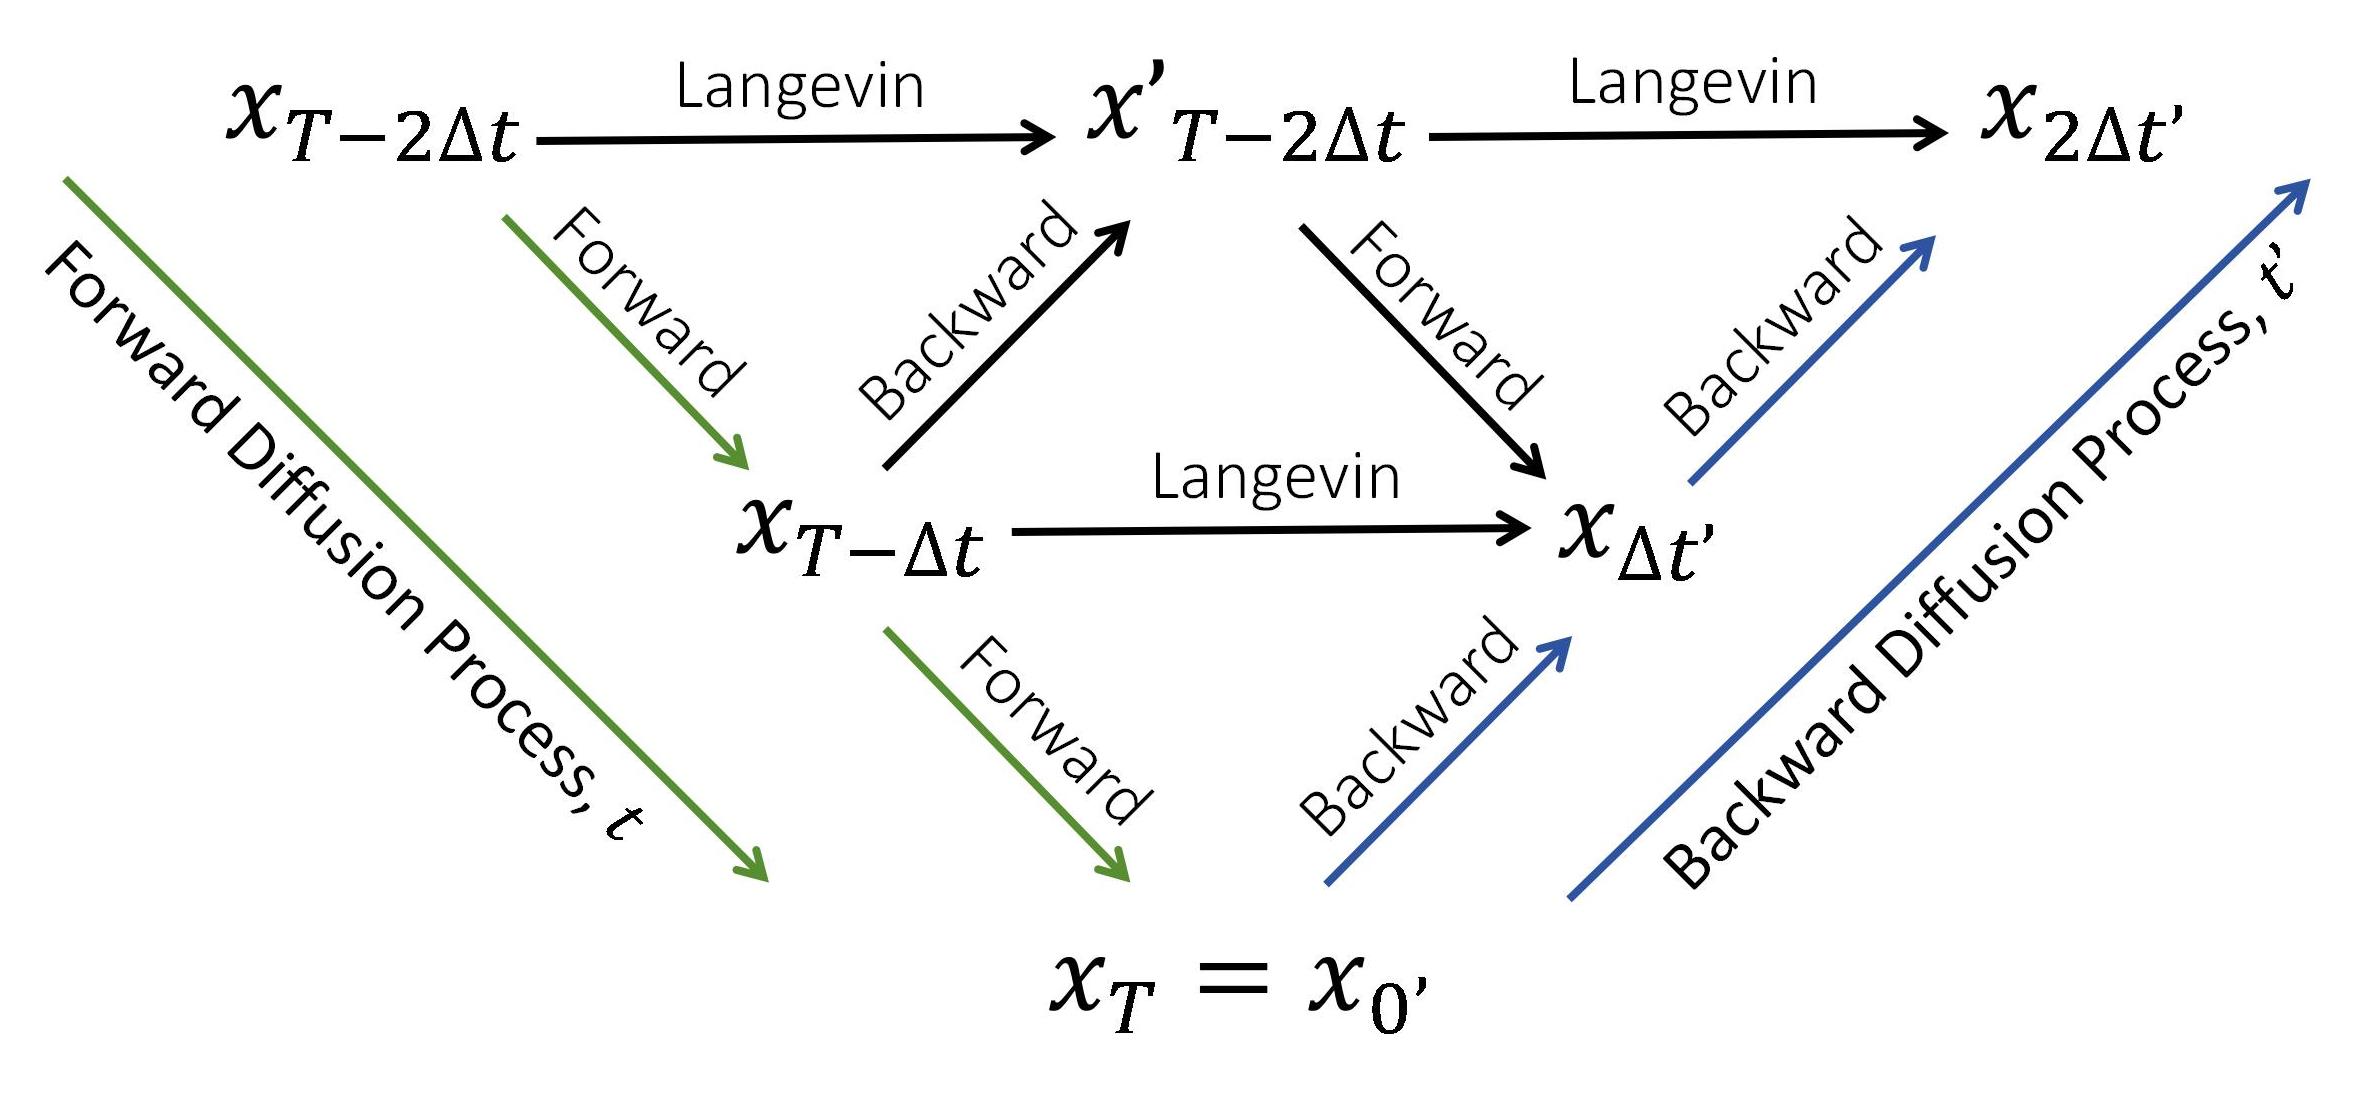 Langevin
Langevin
x_{T−2Δt}
x'_{T−2Δt}
x_{2Δt'}
Forward
Backward
Forward
Backward
Forward Diffusion Process, t
Backward Diffusion Process, t'
Langevin
x_{T−Δt}
x_{Δt'}
Forward
Backward
x_T = x_{0'}